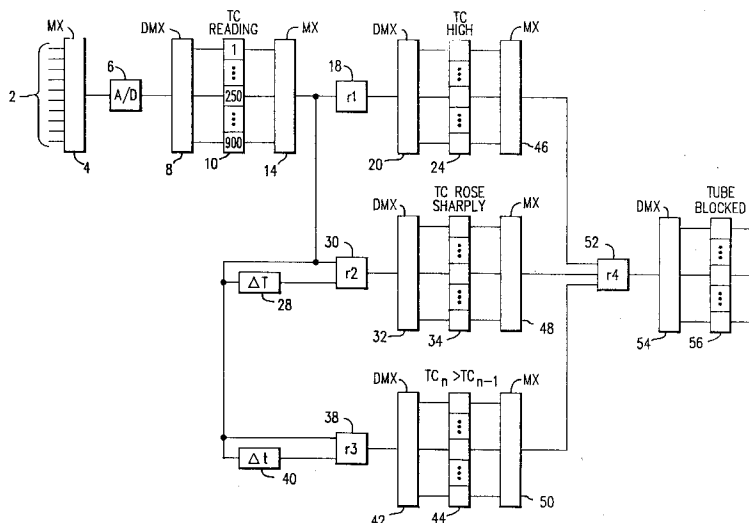 TC
READING
MX
DMX
MX
6
A/D
1
250
900
2
4
8
10
14
18
r1
TC
HIGH
DMX
MX
20
24
46
TC ROSE
SHARPLY
DMX
MX
30
r2
ΔT
28
32
34
48
52
r4
TUBE
BLOCKED
DMX
54
56
TCn >TCn-1
DMX
MX
38
r3
Δt
40
42
44
50